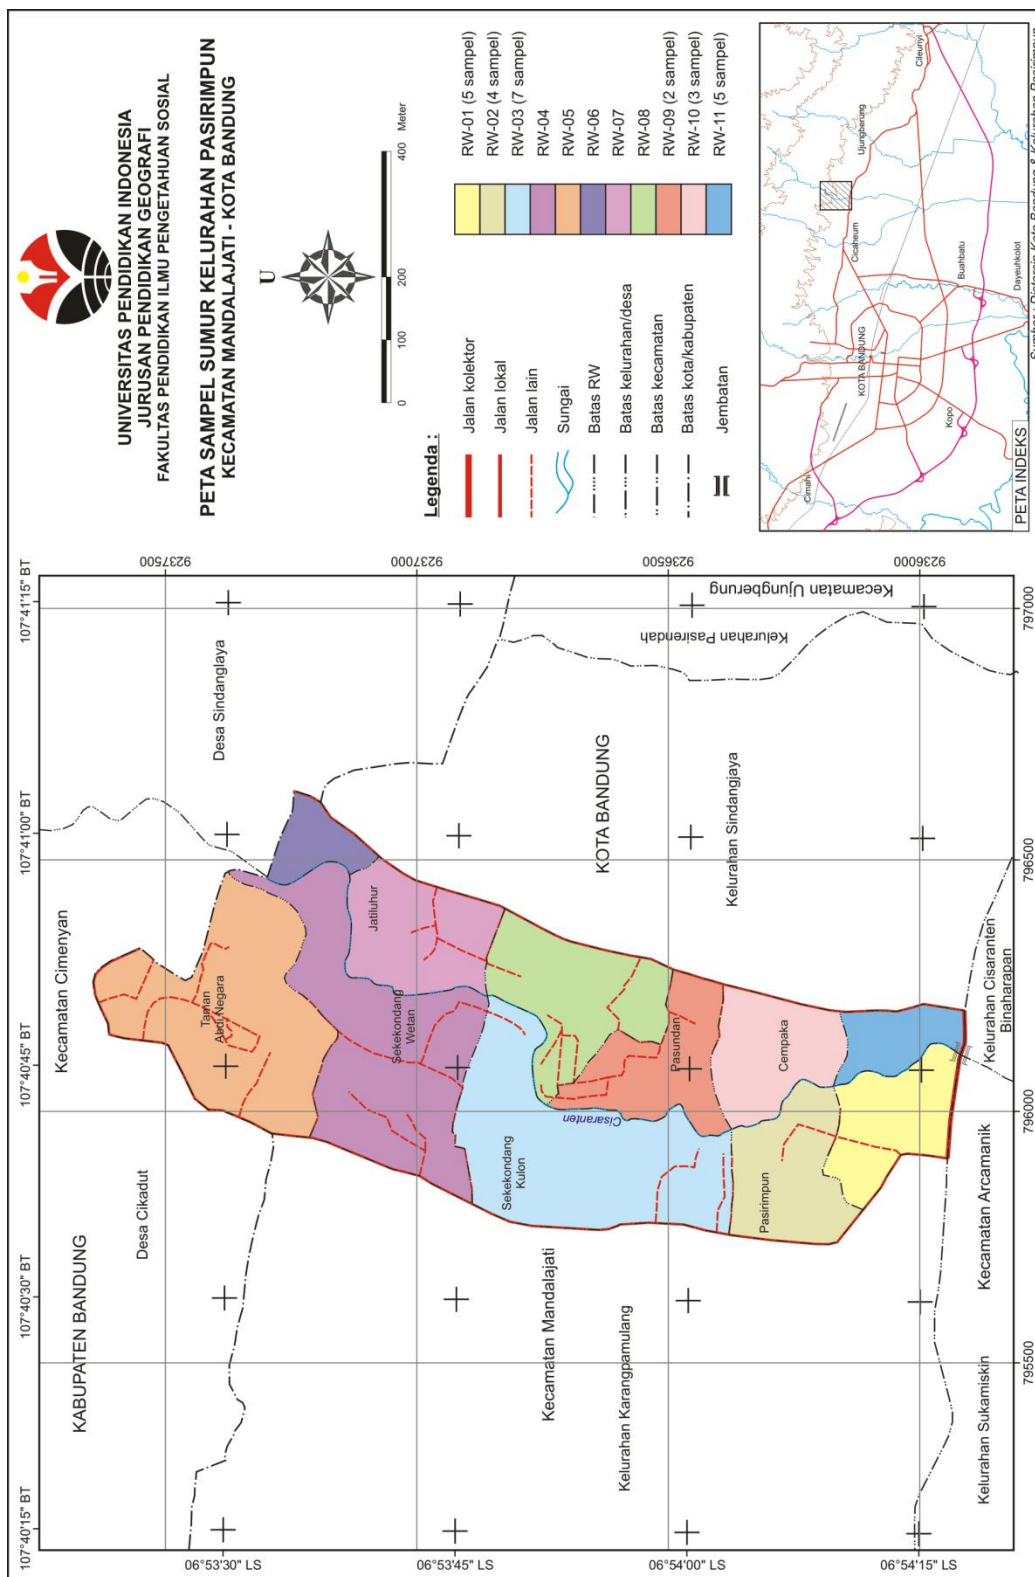 UNIVERSITAS PENDIDIKAN INDONESIA
JURUSAN PENDIDIKAN GEOGRAFI
FAKULTAS PENDIDIKAN ILMU PENGETAHUAN SOSIAL
PETA SAMPEL SUMUR KELURAHAN PASIRIMPUN
KECAMATAN MANDALAJATI - KOTA BANDUNG
U
0 100 200 400
Meter
Legenda :
Jalan kolektor
Jalan lokal
Jalan lain
Sungai
Batas RW
Batas kelurahan/desa
Batas kecamatan
Batas kota/kabupaten
Jembatan
RW-01 (5 sampel)
RW-02 (4 sampel)
RW-03 (7 sampel)
RW-04
RW-05
RW-06
RW-07
RW-08
RW-09 (2 sampel)
RW-10 (3 sampel)
RW-11 (5 sampel)
PETA INDEKS
Cimahi
KOTA BANDUNG
Cicaheum
Ujungberung
Cileunyi
Kopo
Buahbatu
Dayeuhkolot
107°40'15" BT
107°40'30" BT
107°40'45" BT
107°41'00" BT
107°41'15" BT
06°53'30" LS
06°53'45" LS
06°54'00" LS
06°54'15" LS
9237500
9237000
9236500
9236000
795500
796000
796500
797000
KABUPATEN BANDUNG
Desa Cikadut
Kecamatan Cimenyan
Desa Sindanglaya
Taman
Abdi Negara
Jatiluhur
Sekekondang
Wetan
Sekekondang
Kulon
Cisaranten
Pasundan
Cempaka
Pasirimpun
KOTA BANDUNG
Kelurahan Sindangjaya
Kelurahan Pasirendah
Kecamatan Ujungberung
Kecamatan Mandalajati
Kelurahan Karangpamulang
Kelurahan Sukamiskin
Kecamatan Arcamanik
Kelurahan Cisaranten
Binaharapan